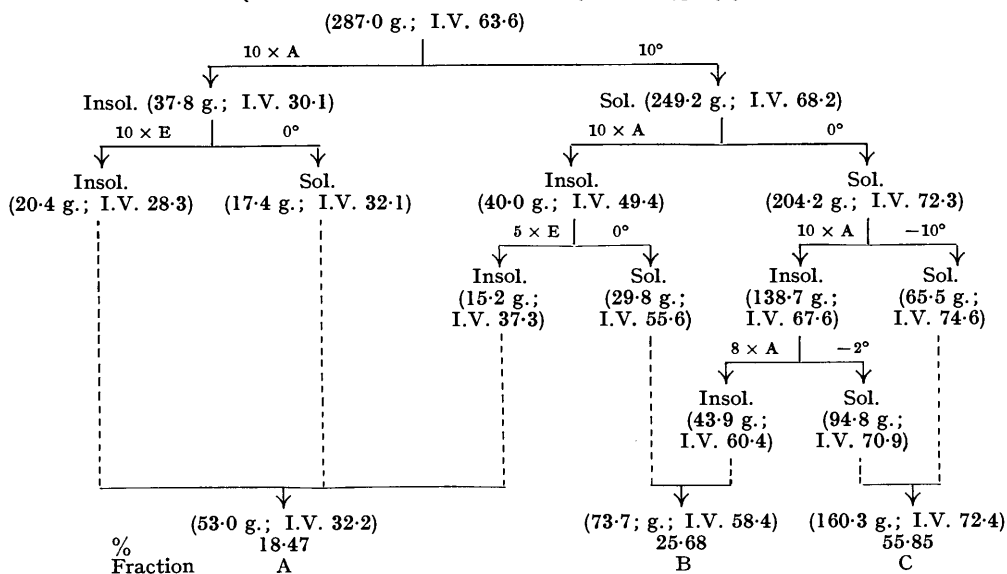 (287·0 g.; I.V. 63·6)
10 × A 10°
Insol. (37·8 g.; I.V. 30·1) Sol. (249·2 g.; I.V. 68·2)
10 × E 0° 10 × A 0°
Insol. Sol. Insol. Sol.
(20·4 g.; I.V. 28·3) (17·4 g.; I.V. 32·1) (40·0 g.; I.V. 49·4) (204·2 g.; I.V. 72·3)
5 × E 0° 10 × A −10°
Insol. Sol. Insol. Sol.
(15·2 g.; (29·8 g.; (138·7 g.; (65·5 g.;
I.V. 37·3) I.V. 55·6) I.V. 67·6) I.V. 74·6)
8 × A −2°
Insol. Sol.
(43·9 g.; (94·8 g.;
I.V. 60·4) I.V. 70·9)
(53·0 g.; I.V. 32·2) (73·7; g.; I.V. 58·4) (160·3 g.; I.V. 72·4)
% 18·47 25·68 55·85
Fraction A B C